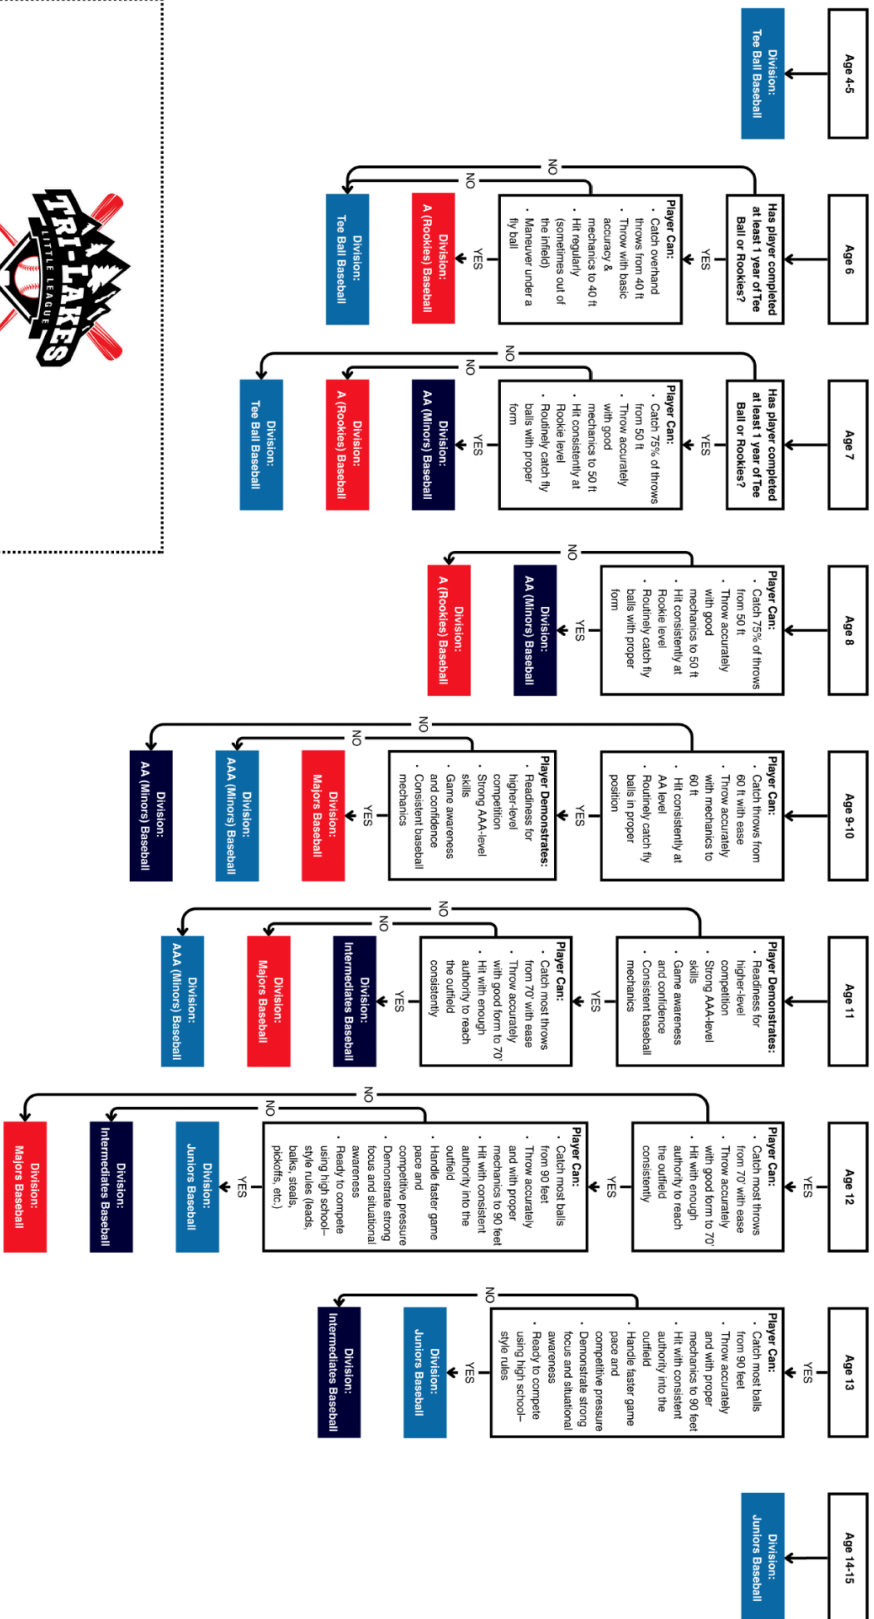 Age 4-5
Division:
Tee Ball Baseball
Age 6
Has player completed
at least 1 year of Tee
Ball or Rookies?
YES
Player Can:
· Catch overhand
throws from 40 ft
· Throw with basic
accuracy &
mechanics to 40 ft
· Hit regularly
(sometimes out of
the infield)
· Maneuver under a
fly ball
YES
NO
NO
Division:
A (Rookies) Baseball
Division:
Tee Ball Baseball
Age 7
Has player completed
at least 1 year of Tee
Ball or Rookies?
YES
Player Can:
· Catch 75% of throws
from 50 ft
· Throw accurately
with good
mechanics to 50 ft
· Hit consistently at
Rookie level
· Routinely catch fly
balls with proper
form
YES
NO
NO
Division:
AA (Minors) Baseball
Division:
A (Rookies) Baseball
Division:
Tee Ball Baseball
Age 8
Player Can:
· Catch 75% of throws
from 50 ft
· Throw accurately
with good
mechanics to 50 ft
· Hit consistently at
Rookie level
· Routinely catch fly
balls with proper
form
YES
NO
Division:
AA (Minors) Baseball
Division:
A (Rookies) Baseball
Age 9-10
Player Can:
· Catch throws from
60 ft with ease
· Throw accurately
with mechanics to
60 ft
· Hit consistently at
AA level
· Routinely catch fly
balls in proper
position
YES
Player Demonstrates:
· Readiness for
higher-level
competition
· Strong AAA-level
skills
· Game awareness
and confidence
· Consistent baseball
mechanics
YES
NO
NO
Division:
Majors Baseball
Division:
AAA (Minors) Baseball
Division:
AA (Minors) Baseball
Age 11
Player Demonstrates:
· Readiness for
higher-level
competition
· Strong AAA-level
skills
· Game awareness
and confidence
· Consistent baseball
mechanics
YES
Player Can:
· Catch most throws
from 70' with ease
· Throw accurately
with good form to 70'
· Hit with enough
authority to reach
the outfield
consistently
YES
NO
NO
Division:
Intermediates Baseball
Division:
Majors Baseball
Division:
AAA (Minors) Baseball
Age 12
YES
Player Can:
· Catch most throws
from 70' with ease
· Throw accurately
with good form to 70'
· Hit with enough
authority to reach
the outfield
consistently
YES
Player Can:
· Catch most balls
from 90 feet
· Throw accurately
and with proper
mechanics to 90 feet
· Hit with consistent
authority into the
outfield
· Handle faster game
pace and
competitive pressure
· Demonstrate strong
focus and situational
awareness
· Ready to compete
using high school–
style rules (leads,
balks, steals,
pickoffs, etc.)
YES
NO
NO
Division:
Juniors Baseball
Division:
Intermediates Baseball
Division:
Majors Baseball
Age 13
YES
Player Can:
· Catch most balls
from 90 feet
· Throw accurately
and with proper
mechanics to 90 feet
· Hit with consistent
authority into the
outfield
· Handle faster game
pace and
competitive pressure
· Demonstrate strong
focus and situational
awareness
· Ready to compete
using high school–
style rules
YES
NO
Division:
Juniors Baseball
Division:
Intermediates Baseball
Age 14-15
Division:
Juniors Baseball
TRI-LAKES
LITTLE LEAGUE